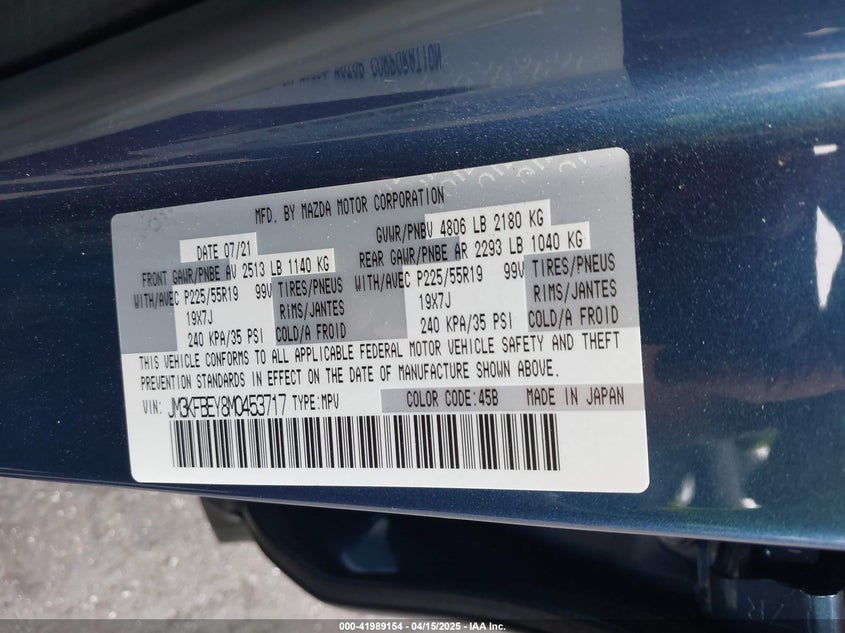 MFD. BY MAZDA MOTOR CORPORATION
DATE 07/21 GVWR/PNBV 4806 LB 2180 KG
FRONT GAWR/PNBE AV 2513 LB 1140 KG REAR GAWR/PNBE AR 2293 LB 1040 KG
WITH/AVEC P225/55R19 99V TIRES/PNEUS WITH/AVEC P225/55R19 99V TIRES/PNEUS
19X7J RIMS/JANTES 19X7J RIMS/JANTES
240 KPA/35 PSI COLD/A FROID 240 KPA/35 PSI COLD/A FROID
THIS VEHICLE CONFORMS TO ALL APPLICABLE FEDERAL MOTOR VEHICLE SAFETY AND THEFT
PREVENTION STANDARDS IN EFFECT ON THE DATE OF MANUFACTURE SHOWN ABOVE.
VIN: JM3KFBEY8M0453717 TYPE:MPV COLOR CODE:45B MADE IN JAPAN
000-41989154 - 04/15/2025 - IAA Inc.